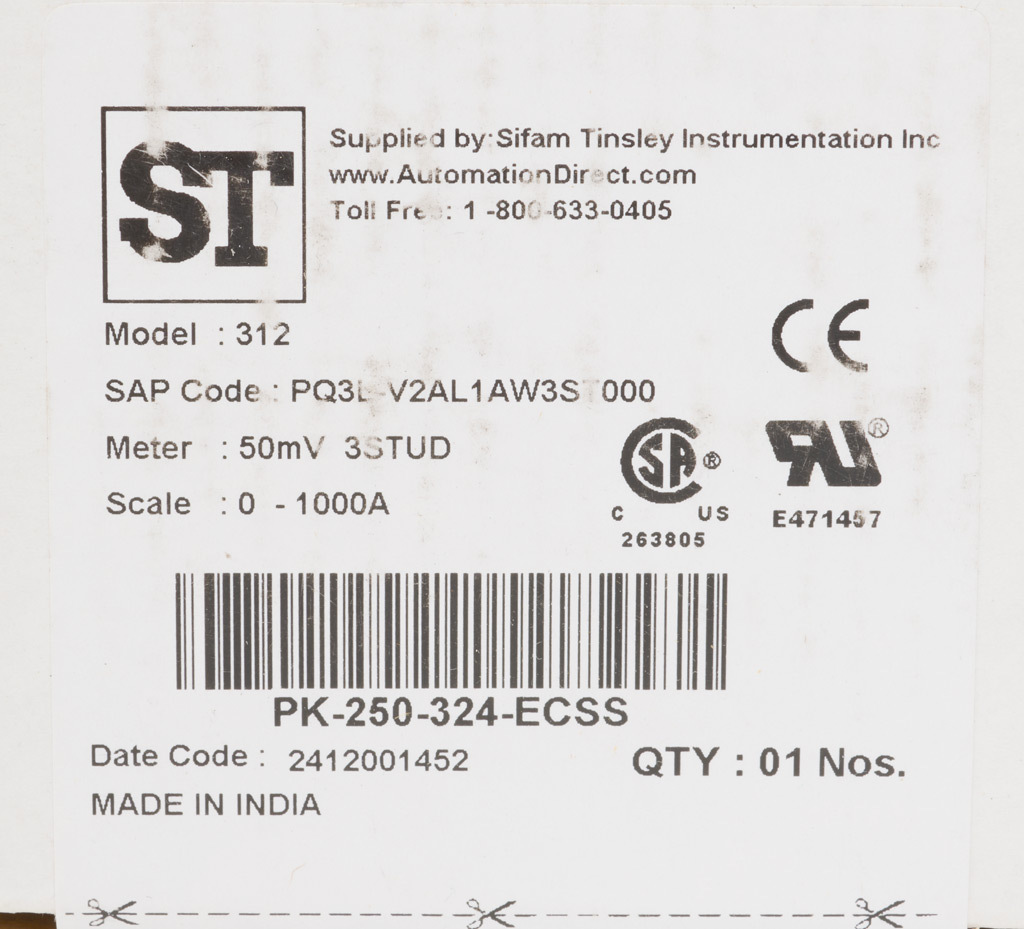 ST
Supplied by:Sifam Tinsley Instrumentation Inc
www.AutomationDirect.com
Toll Free: 1 -800-633-0405
Model : 312
CE
SAP Code :
Meter : 50mV 3STUD
Scale : 0 - 1000A
SA ®
C US
263805
RU ®
E471457
PK-250-324-ECSS
Date Code : 2412001452
QTY : 01 Nos.
MADE IN INDIA